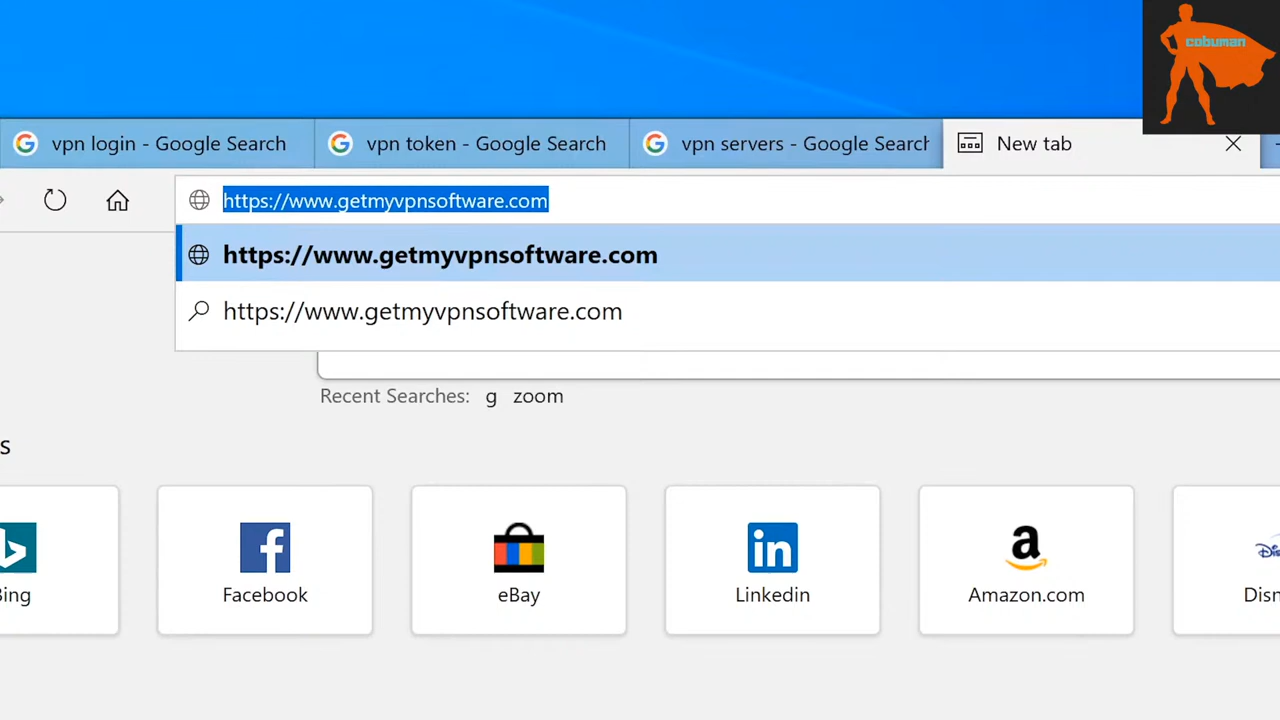 cobuman
vpn login - Google Search
vpn token - Google Search
vpn servers - Google Search
New tab
https://www.getmyvpnsoftware.com
https://www.getmyvpnsoftware.com
https://www.getmyvpnsoftware.com
Recent Searches: g zoom
s
Bing
Facebook
eBay
Linkedin
Amazon.com
Disn